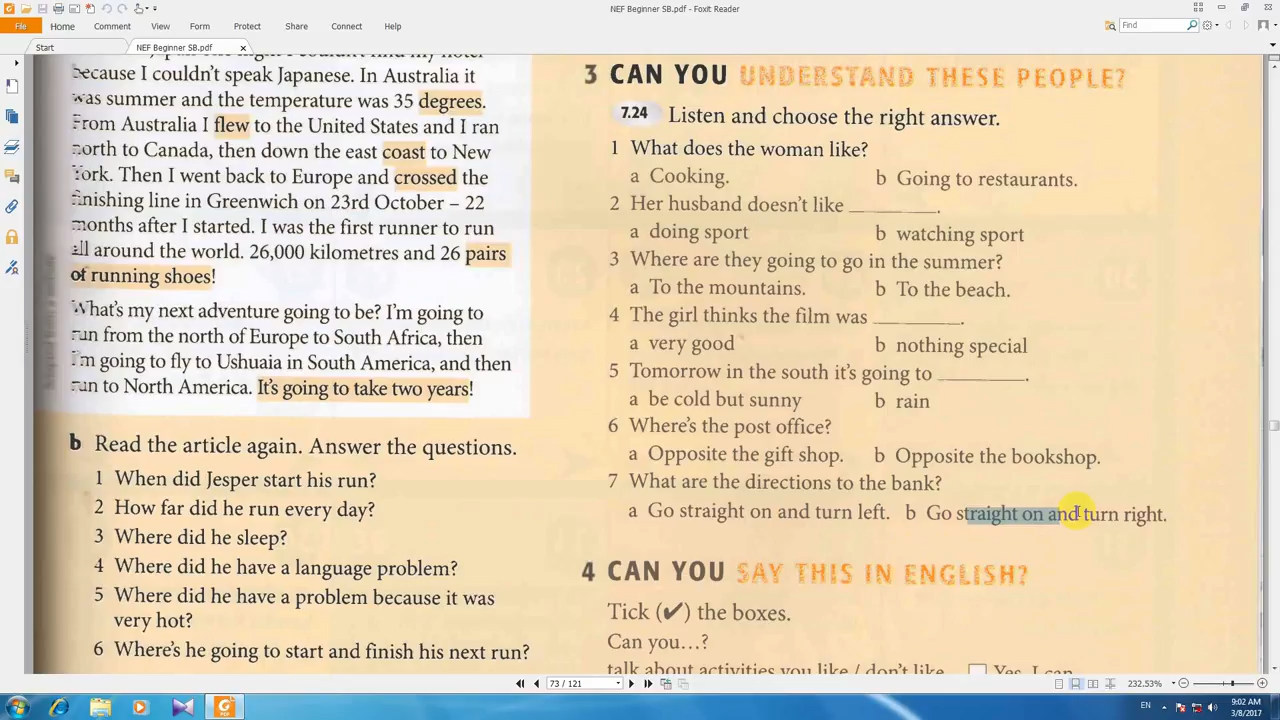 NEF Beginner SB.pdf - Foxit Reader
File Home Comment View Form Protect Share Connect Help
Find
Start NEF Beginner SB.pdf
because I couldn't speak Japanese. In Australia it
was summer and the temperature was 35 degrees.
From Australia I flew to the United States and I ran
north to Canada, then down the east coast to New
York. Then I went back to Europe and crossed the
finishing line in Greenwich on 23rd October – 22
months after I started. I was the first runner to run
all around the world. 26,000 kilometres and 26 pairs
of running shoes!
What's my next adventure going to be? I'm going to
run from the north of Europe to South Africa, then
I'm going to fly to Ushuaia in South America, and then
run to North America. It's going to take two years!
b Read the article again. Answer the questions.
1 When did Jesper start his run?
2 How far did he run every day?
3 Where did he sleep?
4 Where did he have a language problem?
5 Where did he have a problem because it was
very hot?
6 Where's he going to start and finish his next run?
3 CAN YOU UNDERSTAND THESE PEOPLE?
7.24 Listen and choose the right answer.
1 What does the woman like?
a Cooking. b Going to restaurants.
2 Her husband doesn't like ________.
a doing sport b watching sport
3 Where are they going to go in the summer?
a To the mountains. b To the beach.
4 The girl thinks the film was ________.
a very good b nothing special
5 Tomorrow in the south it's going to ________.
a be cold but sunny b rain
6 Where's the post office?
a Opposite the gift shop. b Opposite the bookshop.
7 What are the directions to the bank?
a Go straight on and turn left. b Go straight on and turn right.
4 CAN YOU SAY THIS IN ENGLISH?
Tick (✔) the boxes.
Can you…?
talk about activities you like / don't like Yes, I can.
73 / 121
232.53%
EN
9:02 AM
3/8/2017